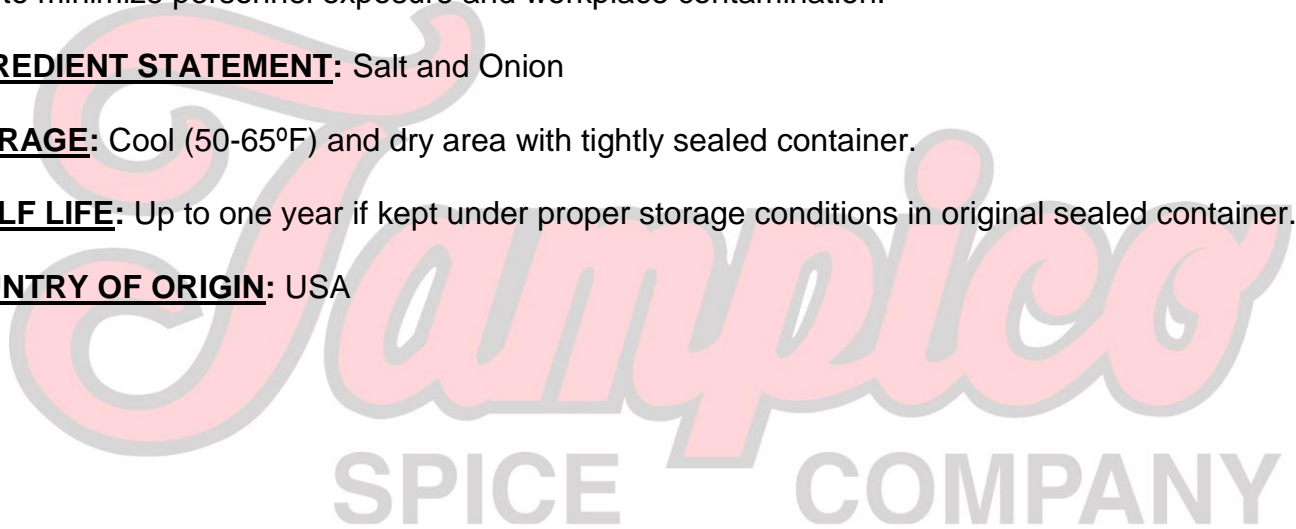 to minimize personnel exposure and workplace contamination.
REDIENT STATEMENT: Salt and Onion
RAGE: Cool (50-65ºF) and dry area with tightly sealed container.
LF LIFE: Up to one year if kept under proper storage conditions in original sealed container.
NTRY OF ORIGIN: USA
Tampico
SPICE COMPANY